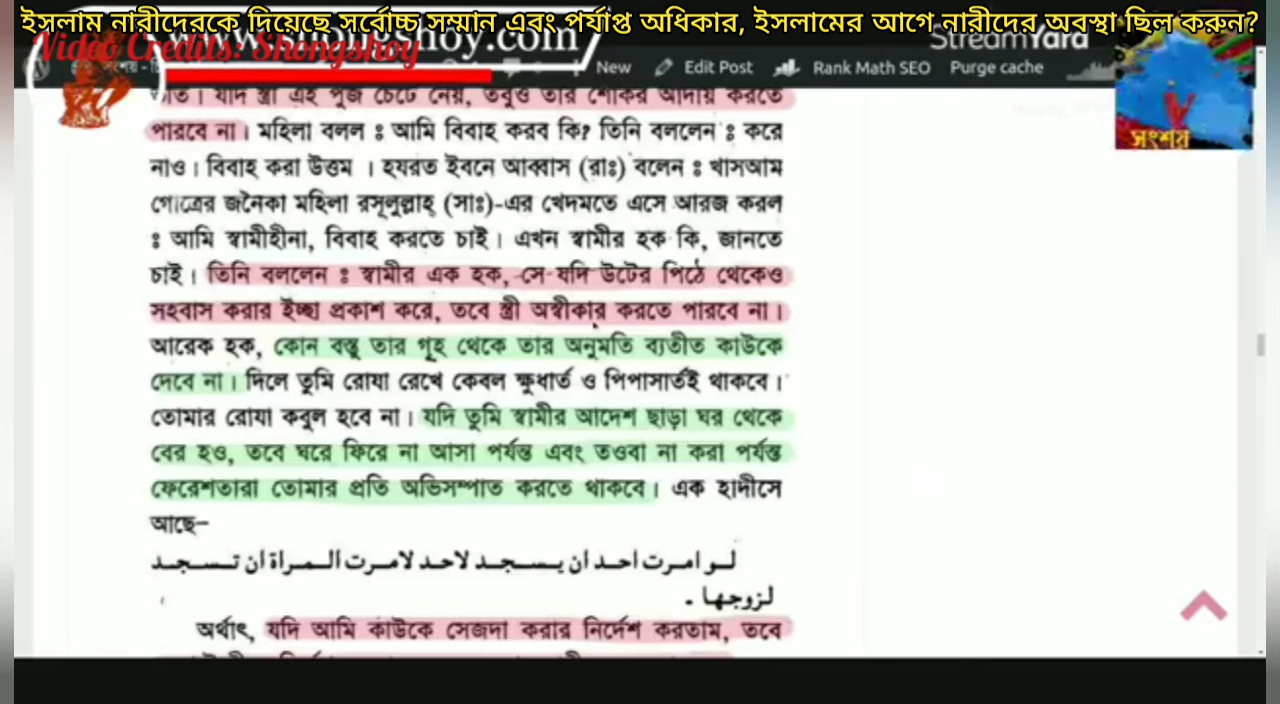 ইসলাম নারীদেরকে দিয়েছে সর্বোচ্চ সম্মান এবং পর্যাপ্ত অধিকার, ইসলামের আগে নারীদের অবস্থা ছিল করুন?
www.shongshoy.com
Video Credits: Shongshoy
StreamYard
New Edit Post Rank Math SEO Purge cache
সংশয়
যদি স্ত্রী এই পুঁজ চেটে নেয়, তবুও তার শোকর আদায় করতে
পারবে না। মহিলা বলল ঃ আমি বিবাহ করব কি? তিনি বললেন ঃ করে
নাও। বিবাহ করা উত্তম । হযরত ইবনে আব্বাস (রাঃ) বলেন ঃ খাসআম
গোত্রের জনৈকা মহিলা রসূলুল্লাহ্ (সাঃ)-এর খেদমতে এসে আরজ করল
ঃ আমি স্বামীহীনা, বিবাহ করতে চাই। এখন স্বামীর হক কি, জানতে
চাই। তিনি বললেন ঃ স্বামীর এক হক, সে যদি উটের পিঠে থেকেও
সহবাস করার ইচ্ছা প্রকাশ করে, তবে স্ত্রী অস্বীকার করতে পারবে না।
আরেক হক, কোন বস্তু তার গৃহ থেকে তার অনুমতি ব্যতীত কাউকে
দেবে না। দিলে তুমি রোযা রেখে কেবল ক্ষুধার্ত ও পিপাসার্তই থাকবে।
তোমার রোযা কবুল হবে না। যদি তুমি স্বামীর আদেশ ছাড়া ঘর থেকে
বের হও, তবে ঘরে ফিরে না আসা পর্যন্ত এবং তওবা না করা পর্যন্ত
ফেরেশতারা তোমার প্রতি অভিসম্পাত করতে থাকবে। এক হাদীসে
আছে–
لو امرت احد ان يسجد لاحد لامرت المراة ان تسجد
لزوجها .
অর্থাৎ, যদি আমি কাউকে সেজদা করার নির্দেশ করতাম, তবে